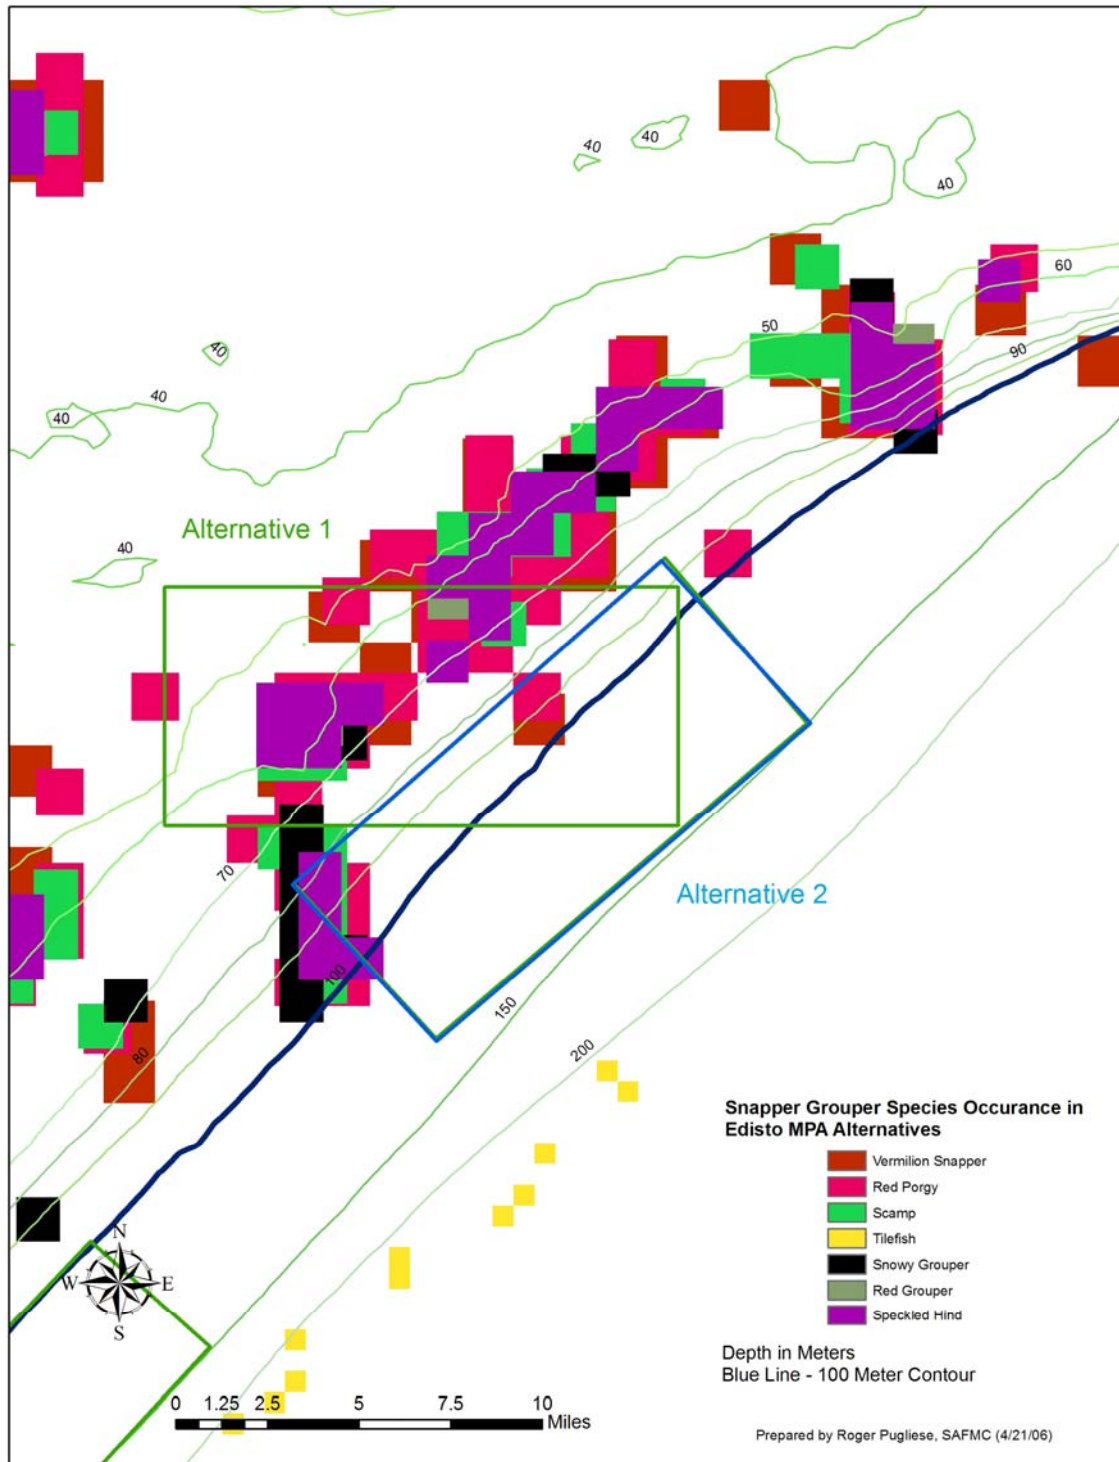 40
40
40
60
50
90
40
40
40
Alternative 1
40
70
Alternative 2
100
150
200
80
Snapper Grouper Species Occurance in
Edisto MPA Alternatives
Vermilion Snapper
Red Porgy
Scamp
Tilefish
Snowy Grouper
Red Grouper
Speckled Hind
N
W E
S
Depth in Meters
Blue Line - 100 Meter Contour
0 1.25 2.5 5 7.5 10
Miles
Prepared by Roger Pugliese, SAFMC (4/21/06)